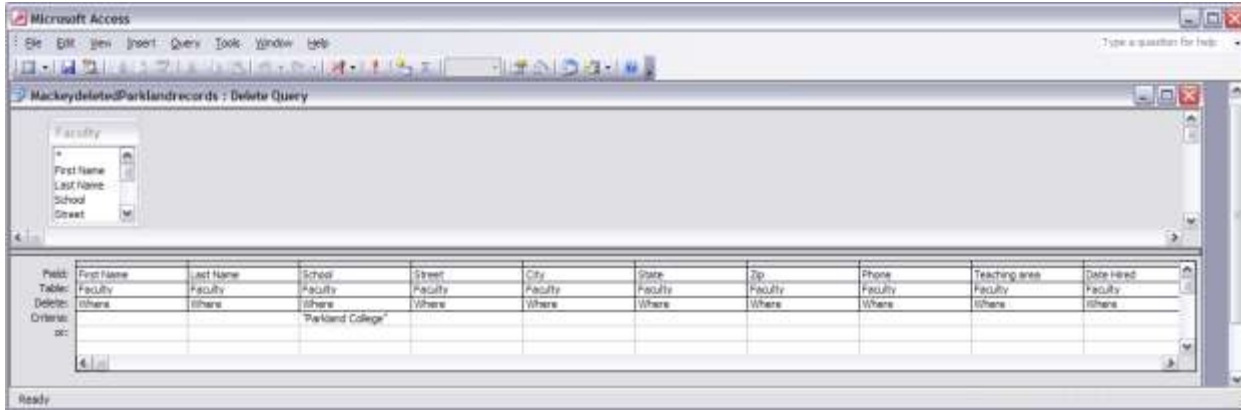 Microsoft Access
File Edit View Insert Query Tools Window Help Type a question for help
MackeydeletedParklandrecords : Delete Query
Faculty
*
First Name
Last Name
School
Street
Field: First Name Last Name School Street City State Zip Phone Teaching area Date Hired
Table: Faculty Faculty Faculty Faculty Faculty Faculty Faculty Faculty Faculty Faculty
Delete: Where Where Where Where Where Where Where Where Where Where
Criteria: "Parkland College"
or:
Ready